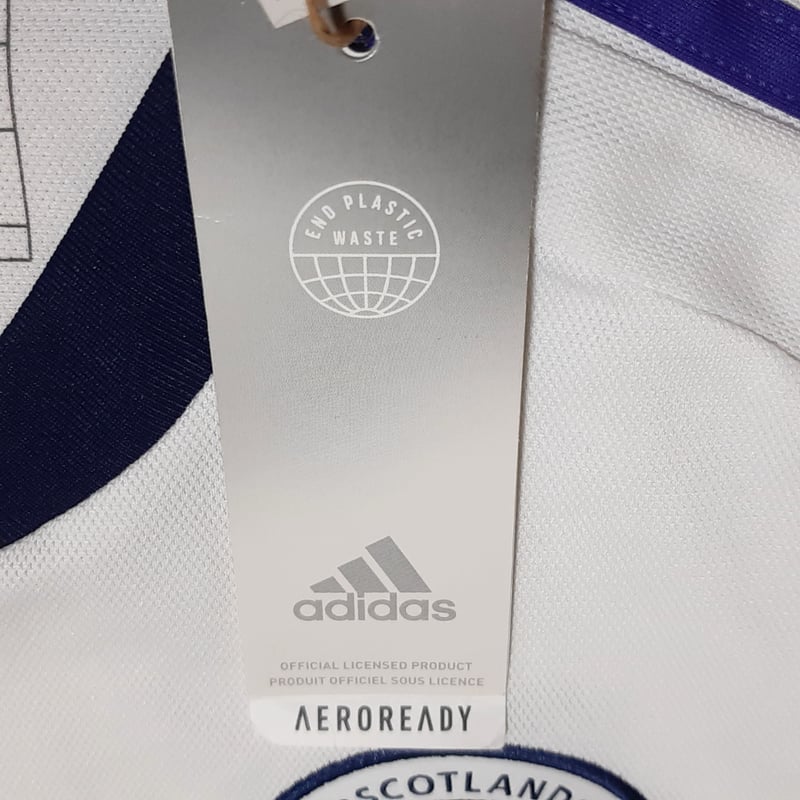 END PLASTIC
WASTE
adidas
OFFICIAL LICENSED PRODUCT
PRODUIT OFFICIEL SOUS LICENCE
AEROREADY
SCOTLAND